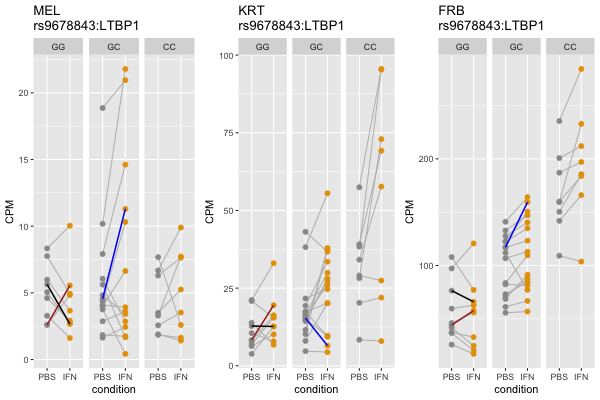 MEL
rs9678843:LTBP1
GG GC CC
CPM
20
15
10
5
0
PBS IFN PBS IFN PBS IFN
condition
KRT
rs9678843:LTBP1
GG GC CC
CPM
100
75
50
25
0
PBS IFN PBS IFN PBS IFN
condition
FRB
rs9678843:LTBP1
GG GC CC
CPM
200
100
PBS IFN PBS IFN PBS IFN
condition